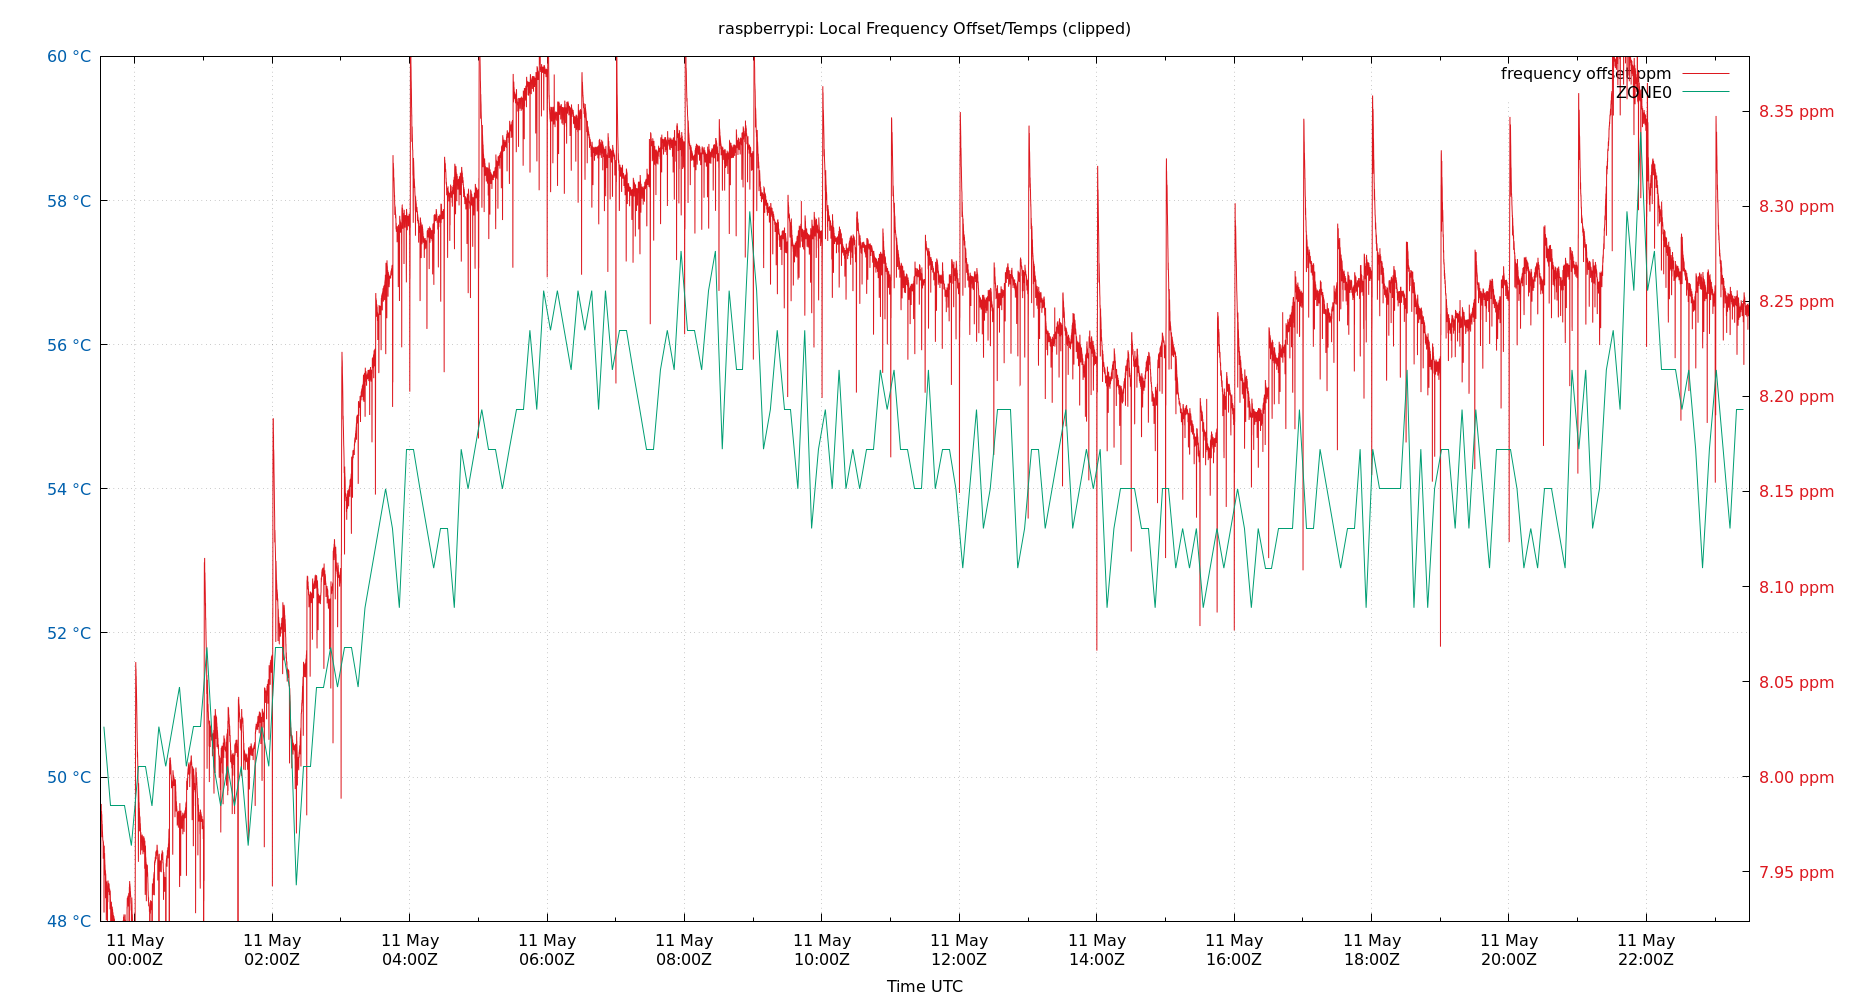 raspberrypi: Local Frequency Offset/Temps (clipped)
60 °C
58 °C
56 °C
54 °C
52 °C
50 °C
48 °C
frequency offset ppm
ZONE0
8.35 ppm
8.30 ppm
8.25 ppm
8.20 ppm
8.15 ppm
8.10 ppm
8.05 ppm
8.00 ppm
7.95 ppm
11 May 11 May 11 May 11 May 11 May 11 May 11 May 11 May 11 May 11 May 11 May 11 May
00:00Z 02:00Z 04:00Z 06:00Z 08:00Z 10:00Z 12:00Z 14:00Z 16:00Z 18:00Z 20:00Z 22:00Z
Time UTC